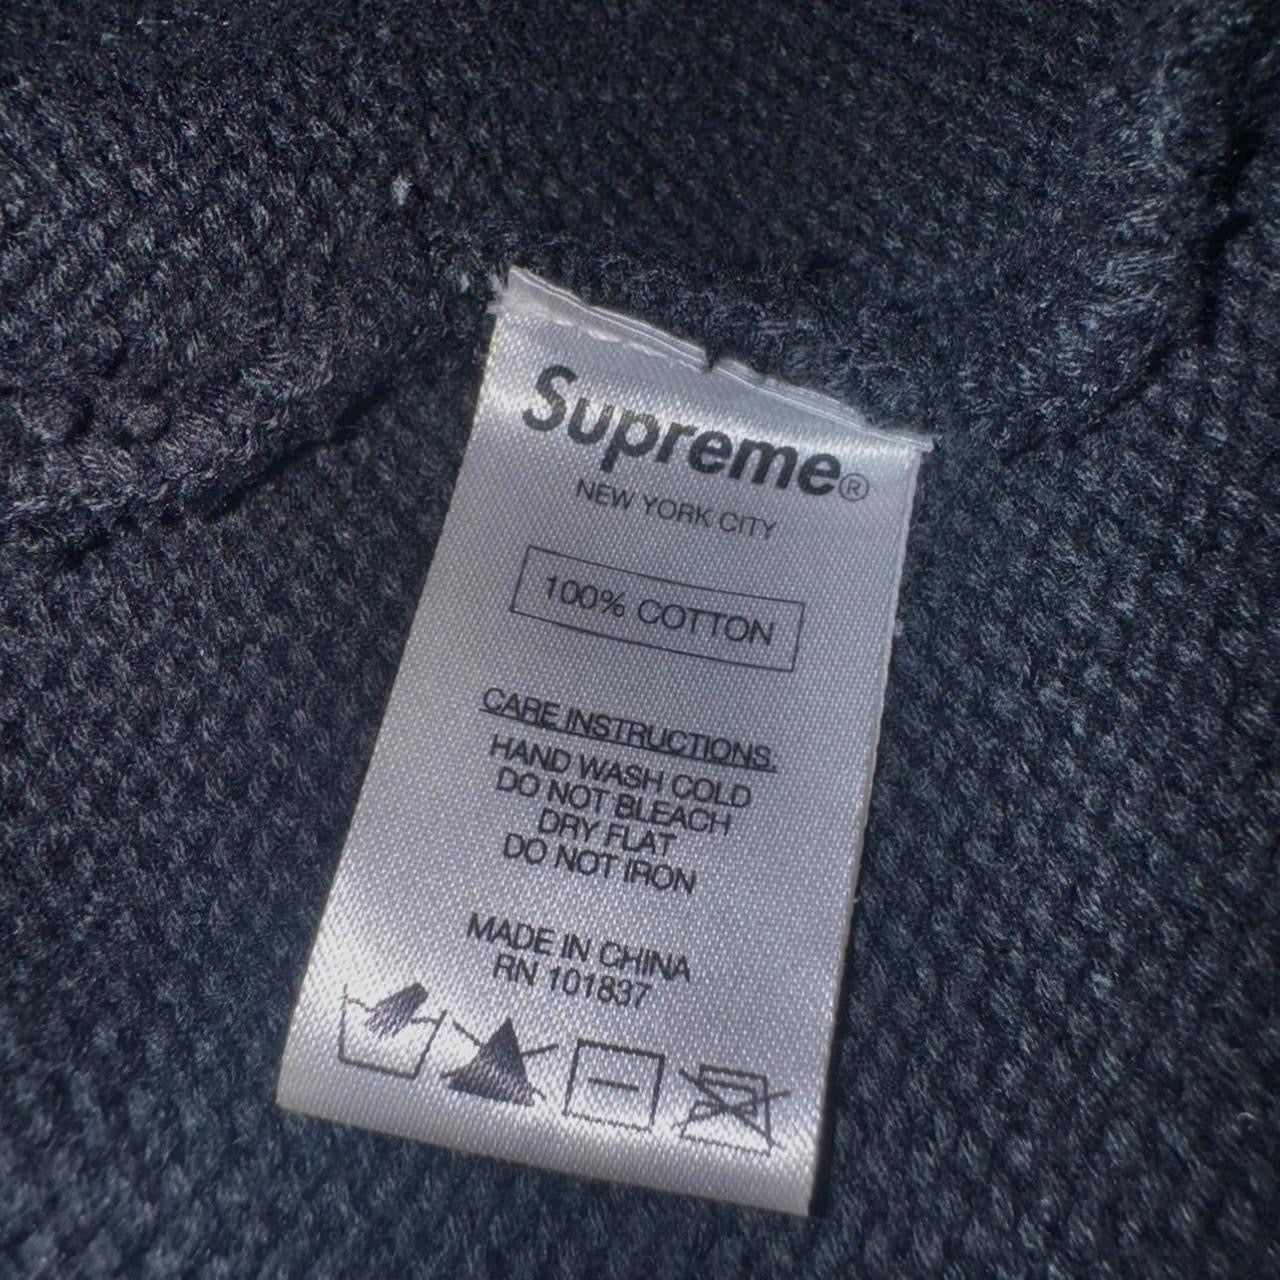 Supreme®
NEW YORK CITY
100% COTTON
CARE INSTRUCTIONS.
HAND WASH COLD
DO NOT BLEACH
DRY FLAT
DO NOT IRON
MADE IN CHINA
RN 101837